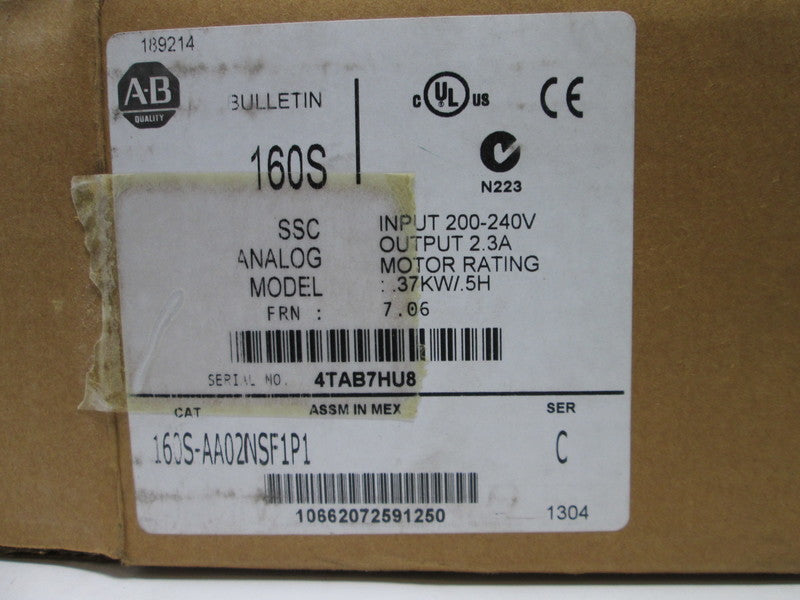 189214
A-B
QUALITY
BULLETIN
160S
C UL US CE
N223
SSC
ANALOG
MODEL
FRN : 7.06
INPUT 200-240V
OUTPUT 2.3A
MOTOR RATING
: .37KW/.5H
SERIAL NO. 4TAB7HU8
CAT ASSM IN MEX SER
160S-AA02NSF1P1 C
10662072591250 1304